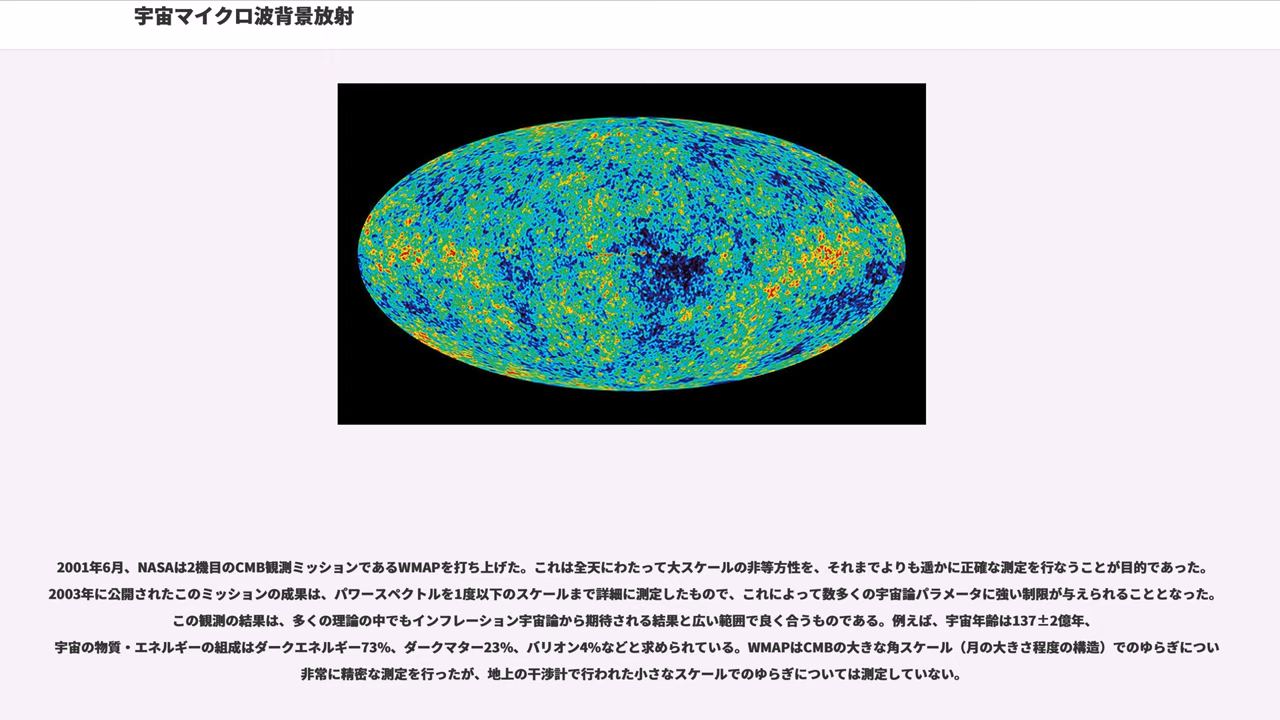 宇宙マイクロ波背景放射
2001年6月、NASAは2機目のCMB観測ミッションであるWMAPを打ち上げた。これは全天にわたって大スケールの非等方性を、それまでよりも遥かに正確な測定を行なうことが目的であった。
2003年に公開されたこのミッションの成果は、パワースペクトルを1度以下のスケールまで詳細に測定したもので、これによって数多くの宇宙論パラメータに強い制限が与えられることとなった。
この観測の結果は、多くの理論の中でもインフレーション宇宙論から期待される結果と広い範囲で良く合うものである。例えば、宇宙年齢は137±2億年、
宇宙の物質・エネルギーの組成はダークエネルギー73%、ダークマター23%、バリオン4%などと求められている。WMAPはCMBの大きな角スケール（月の大きさ程度の構造）でのゆらぎについ
非常に精密な測定を行ったが、地上の干渉計で行われた小さなスケールでのゆらぎについては測定していない。